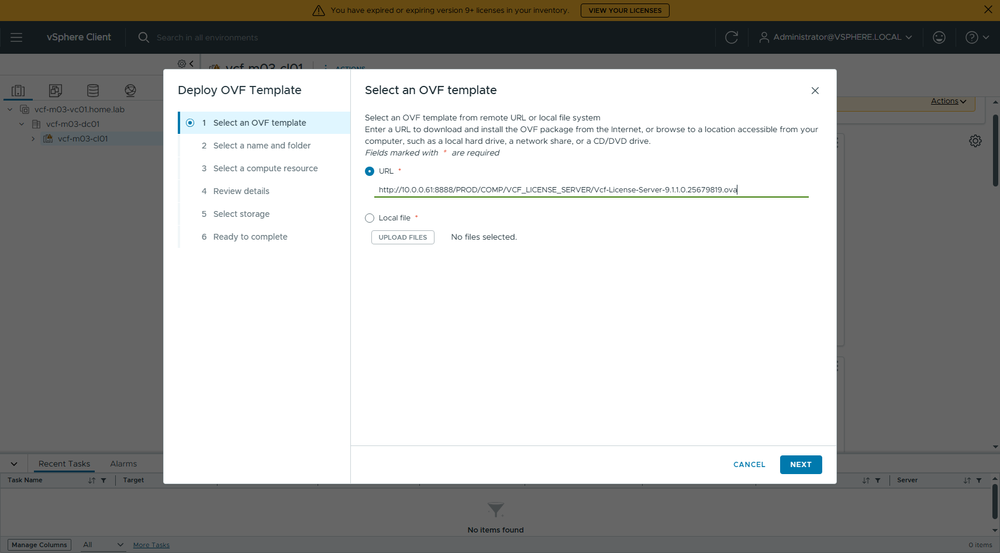 You have expired or expiring version 9+ licenses in your inventory.
VIEW YOUR LICENSES
vSphere Client
Search in all environments
Administrator@VSPHERE.LOCAL
vcf-m03-cl01
ACTIONS
Actions
vcf-m03-vc01.home.lab
vcf-m03-dc01
vcf-m03-cl01
Deploy OVF Template
1 Select an OVF template
2 Select a name and folder
3 Select a compute resource
4 Review details
5 Select storage
6 Ready to complete
Select an OVF template
Select an OVF template from remote URL or local file system
Enter a URL to download and install the OVF package from the Internet, or browse to a location accessible from your
computer, such as a local hard drive, a network share, or a CD/DVD drive.
Fields marked with * are required
URL *
http://10.0.0.61:8888/PROD/COMP/VCF_LICENSE_SERVER/Vcf-License-Server-9.1.1.0.25679819.ova
Local file *
UPLOAD FILES No files selected.
CANCEL NEXT
Recent Tasks Alarms
Task Name Target Server
No items found
Manage Columns All More Tasks 0 items